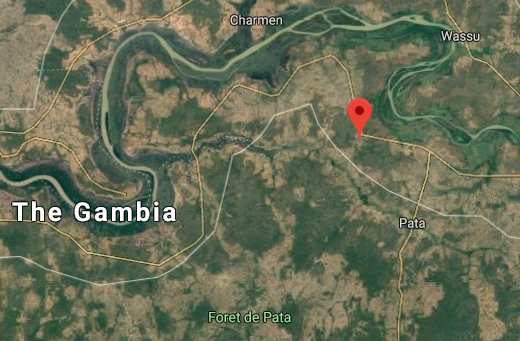 Charmen
Wassu
The Gambia
Pata
Foret de Pata